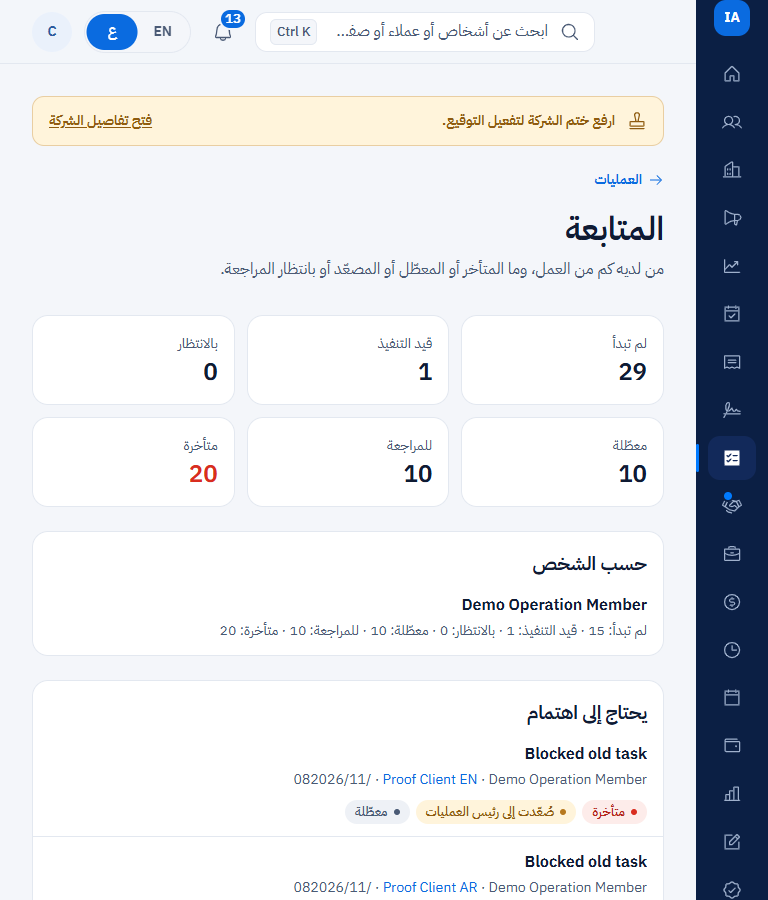 IA
ابحث عن أشخاص أو عملاء أو صف...
Ctrl K
13
EN
ع
C
ارفع ختم الشركة لتفعيل التوقيع.
فتح تفاصيل الشركة
العمليات
المتابعة
من لديه كم من العمل، وما المتأخر أو المعطّل أو المصعّد أو بانتظار المراجعة.
لم تبدأ
29
قيد التنفيذ
1
بالانتظار
0
معطّلة
10
للمراجعة
10
متأخرة
20
حسب الشخص
Demo Operation Member
لم تبدأ: 15 · قيد التنفيذ: 1 · بالانتظار: 0 · معطّلة: 10 · للمراجعة: 10 · متأخرة: 20
يحتاج إلى اهتمام
Blocked old task
082026/11/ · Proof Client EN · Demo Operation Member
متأخرة
صُعّدت إلى رئيس العمليات
معطّلة
Blocked old task
082026/11/ · Proof Client AR · Demo Operation Member